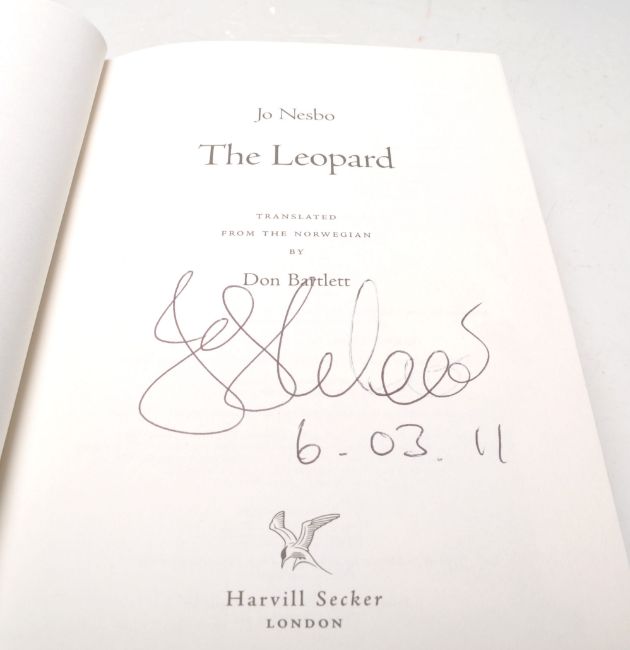 Jo Nesbo
The Leopard
TRANSLATED
FROM THE NORWEGIAN
BY
Don Bartlett
6-03.11
Harvill Secker
LONDON